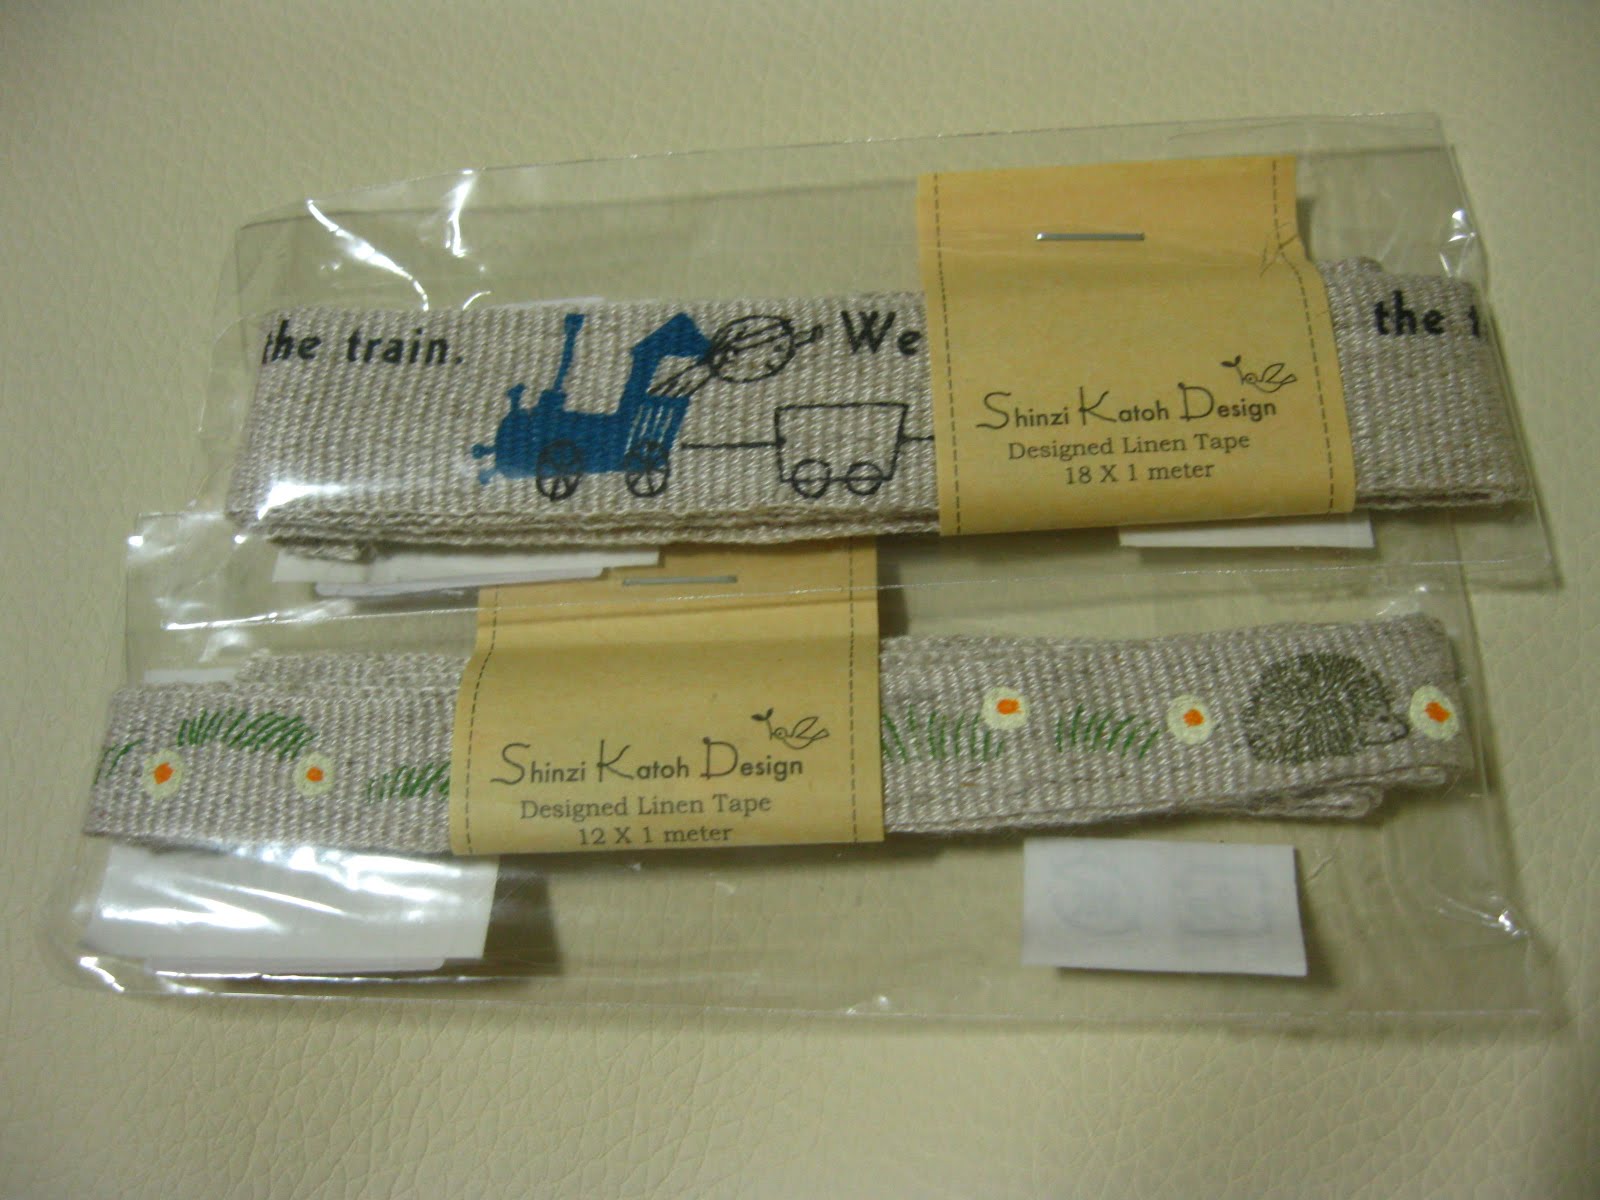 the train.
We
the t
Shinzi Katoh Design
Designed Linen Tape
18 X 1 meter
Shinzi Katoh Design
Designed Linen Tape
12 X 1 meter